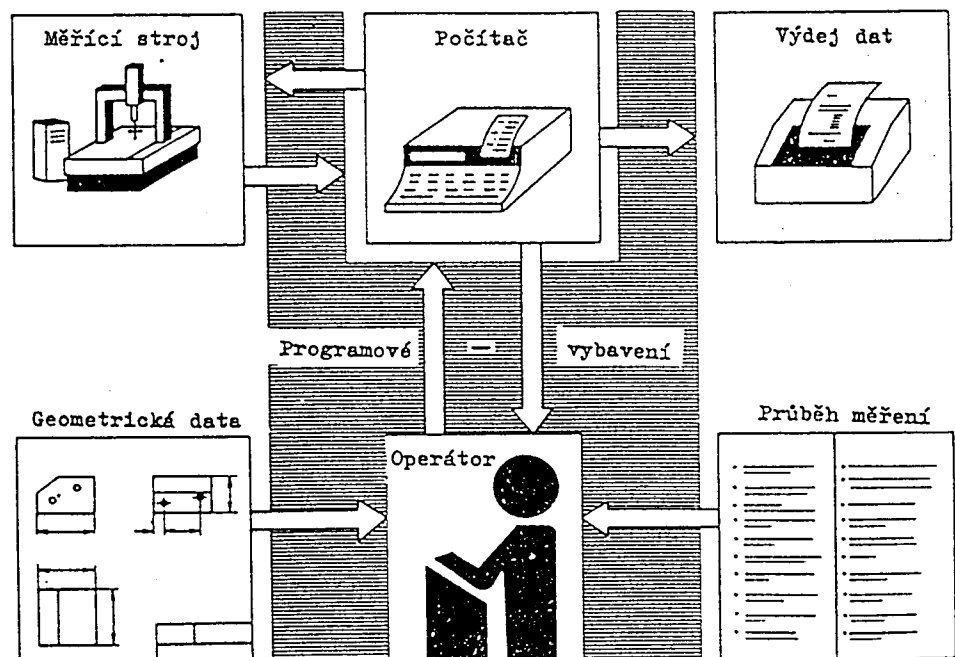 Měřící stroj
Počítač
Výdej dat
Programové — vybavení
Geometrická data
Operátor
Průběh měření